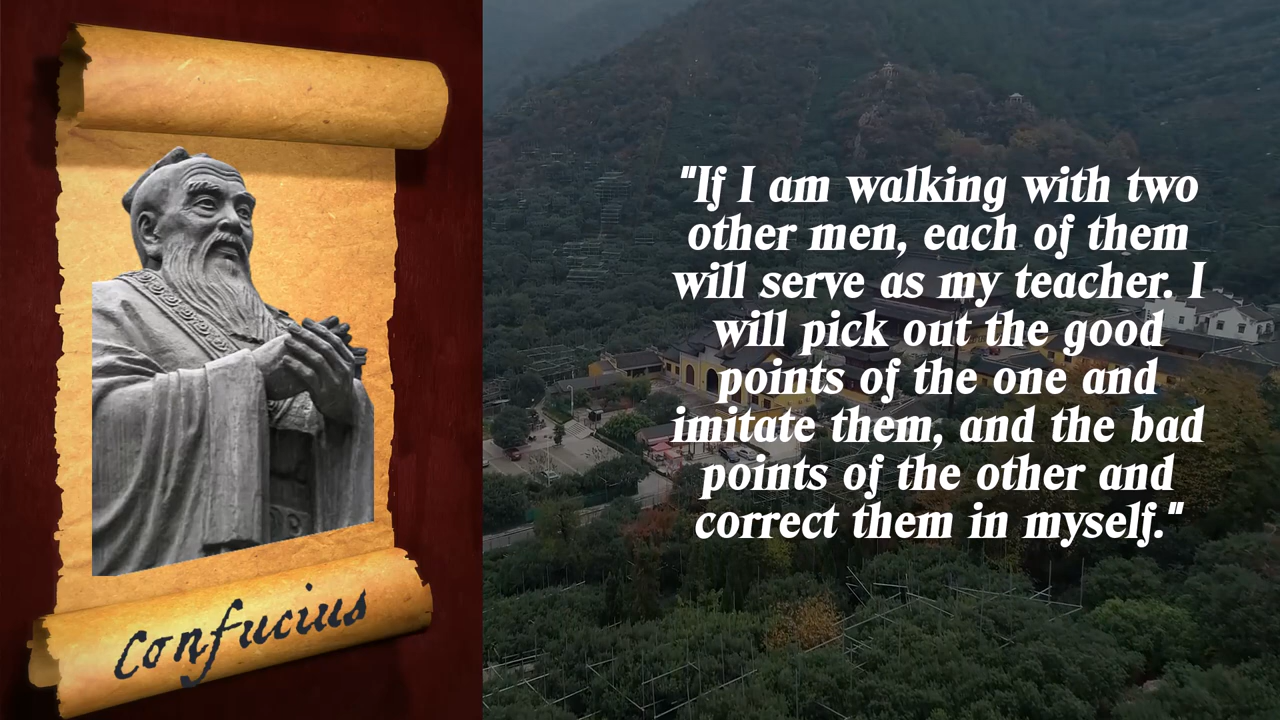 "If I am walking with two
other men, each of them
will serve as my teacher. I
will pick out the good
points of the one and
imitate them, and the bad
points of the other and
correct them in myself."
Confucius